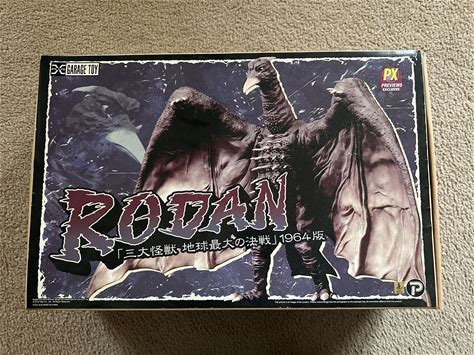 GARAGE TOY
PX
PREVIEWS
EXCLUSIVE
RODAN
「三大怪獣 地球最大の決戦」1964版